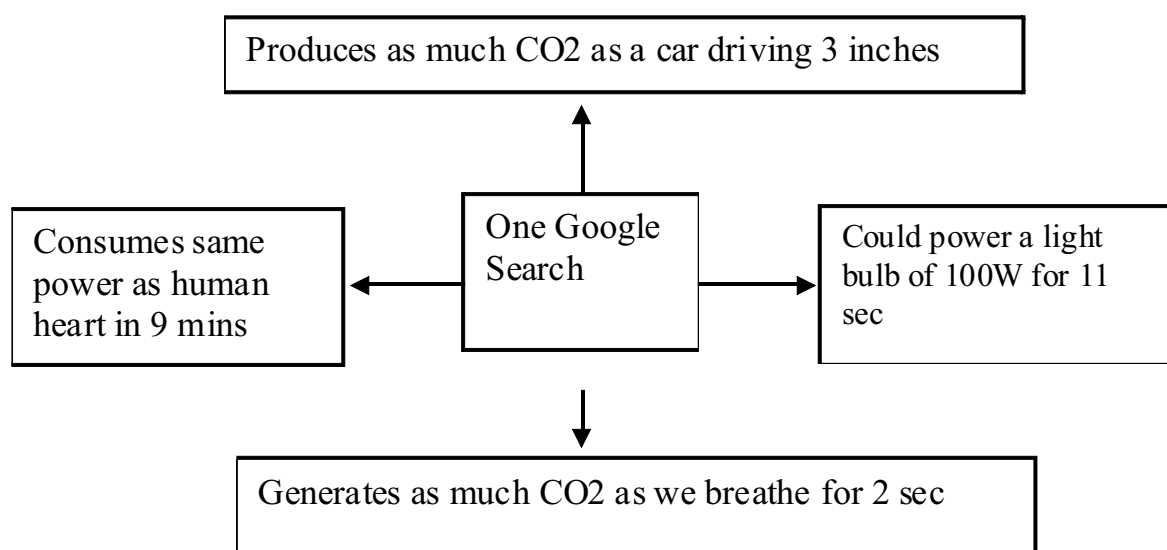 Produces as much CO2 as a car driving 3 inches
Consumes same
power as human
heart in 9 mins
One Google
Search
Could power a light
bulb of 100W for 11
sec
Generates as much CO2 as we breathe for 2 sec